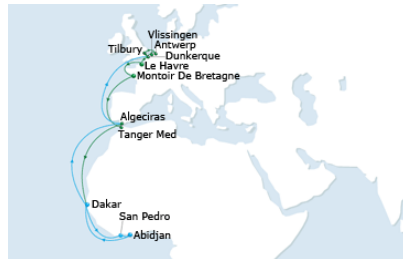 Vlissingen
Tilbury
Antwerp
Dunkerque
Le Havre
Montoir De Bretagne
Algeciras
Tanger Med
Dakar
San Pedro
Abidjan